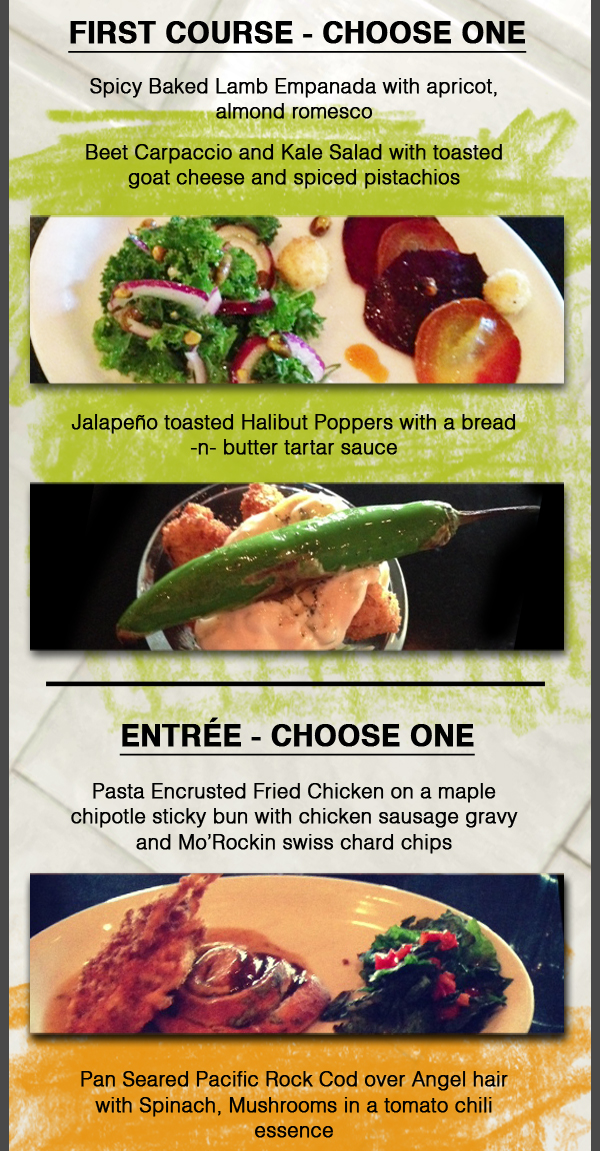 FIRST COURSE - CHOOSE ONE
Spicy Baked Lamb Empanada with apricot,
almond romesco
Beet Carpaccio and Kale Salad with toasted
goat cheese and spiced pistachios
Jalapeño toasted Halibut Poppers with a bread
-n- butter tartar sauce
ENTRÉE - CHOOSE ONE
Pasta Encrusted Fried Chicken on a maple
chipotle sticky bun with chicken sausage gravy
and Mo’Rockin swiss chard chips
Pan Seared Pacific Rock Cod over Angel hair
with Spinach, Mushrooms in a tomato chili
essence